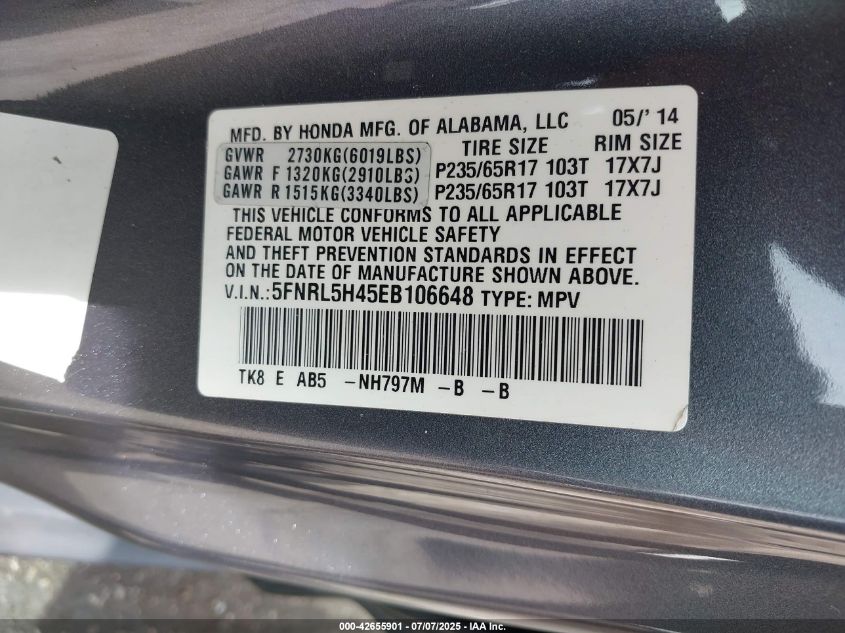 MFD. BY HONDA MFG. OF ALABAMA, LLC 05/' 14
GVWR 2730KG(6019LBS) TIRE SIZE RIM SIZE
GAWR F 1320KG(2910LBS) P235/65R17 103T 17X7J
GAWR R 1515KG(3340LBS) P235/65R17 103T 17X7J
THIS VEHICLE CONFORMS TO ALL APPLICABLE
FEDERAL MOTOR VEHICLE SAFETY
AND THEFT PREVENTION STANDARDS IN EFFECT
ON THE DATE OF MANUFACTURE SHOWN ABOVE.
V.I.N.:5FNRL5H45EB106648 TYPE: MPV
TK8 E AB5 -NH797M -B -B
000-42655901 - 07/07/2025 - IAA Inc.